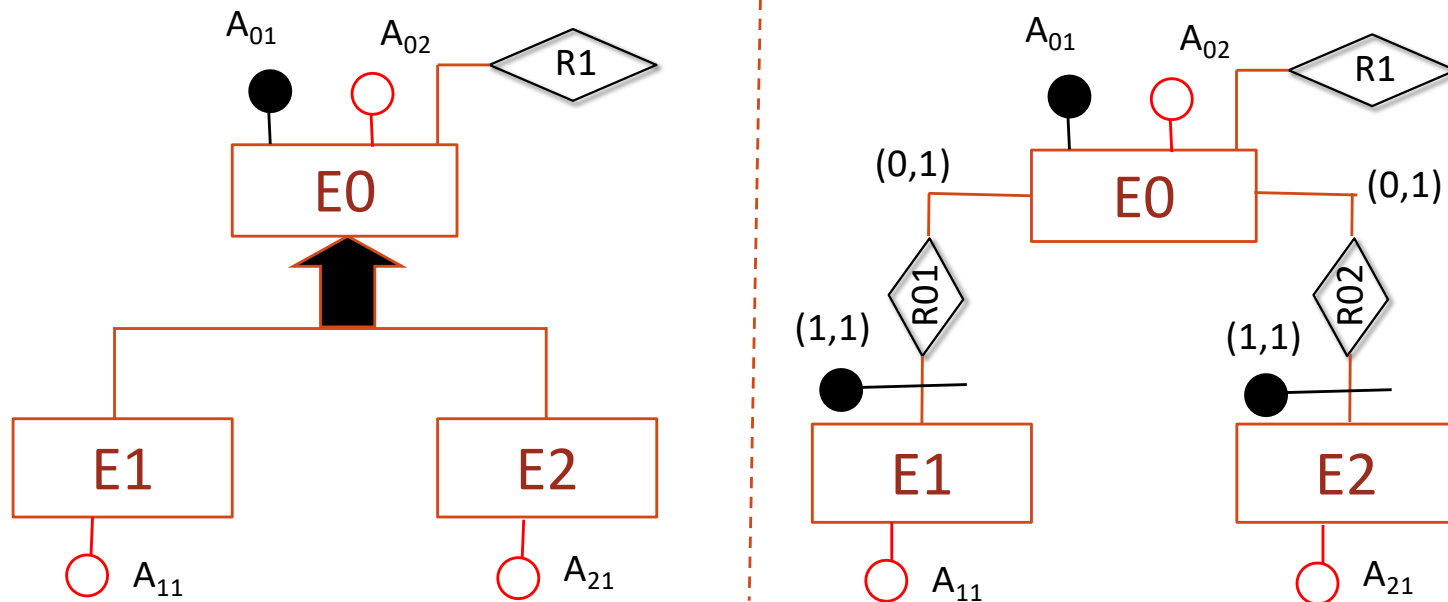 A₀₁
A₀₂
R1
E0
E1
E2
A₁₁
A₂₁
A₀₁
A₀₂
R1
(0,1)
E0
(0,1)
R01
R02
(1,1)
(1,1)
E1
E2
A₁₁
A₂₁